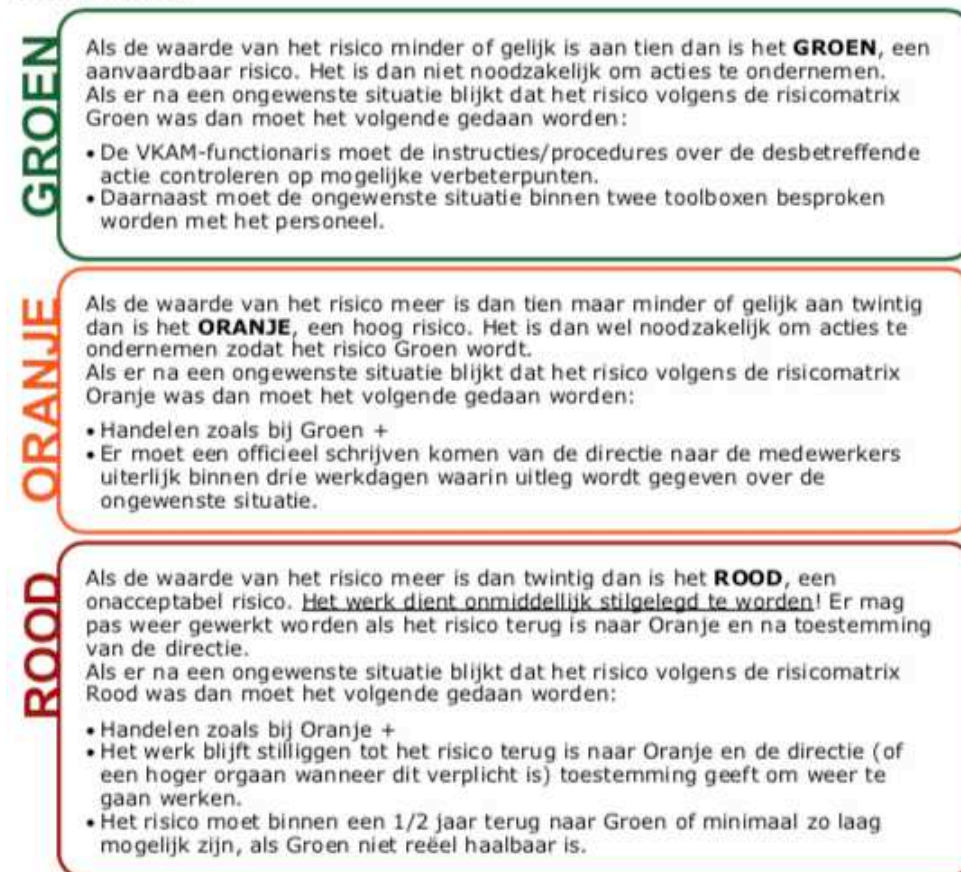 GROEN
Als de waarde van het risico minder of gelijk is aan tien dan is het GROEN, een
aanvaardbaar risico. Het is dan niet noodzakelijk om acties te ondernemen.
Als er na een ongewenste situatie blijkt dat het risico volgens de risicomatrix
Groen was dan moet het volgende gedaan worden:
• De VKAM-functionaris moet de instructies/procedures over de desbetreffende
actie controleren op mogelijke verbeterpunten.
• Daarnaast moet de ongewenste situatie binnen twee toolboxen besproken
worden met het personeel.
ORANJE
Als de waarde van het risico meer is dan tien maar minder of gelijk aan twintig
dan is het ORANJE, een hoog risico. Het is dan wel noodzakelijk om acties te
ondernemen zodat het risico Groen wordt.
Als er na een ongewenste situatie blijkt dat het risico volgens de risicomatrix
Oranje was dan moet het volgende gedaan worden:
• Handelen zoals bij Groen +
• Er moet een officieel schrijven komen van de directie naar de medewerkers
uiterlijk binnen drie werkdagen waarin uitleg wordt gegeven over de
ongewenste situatie.
ROOD
Als de waarde van het risico meer is dan twintig dan is het ROOD, een
onacceptabel risico. Het werk dient onmiddellijk stilgelegd te worden! Er mag
pas weer gewerkt worden als het risico terug is naar Oranje en na toestemming
van de directie.
Als er na een ongewenste situatie blijkt dat het risico volgens de risicomatrix
Rood was dan moet het volgende gedaan worden:
• Handelen zoals bij Oranje +
• Het werk blijft stilliggen tot het risico terug is naar Oranje en de directie (of
een hoger orgaan wanneer dit verplicht is) toestemming geeft om weer te
gaan werken.
• Het risico moet binnen een 1/2 jaar terug naar Groen of minimaal zo laag
mogelijk zijn, als Groen niet reëel haalbaar is.